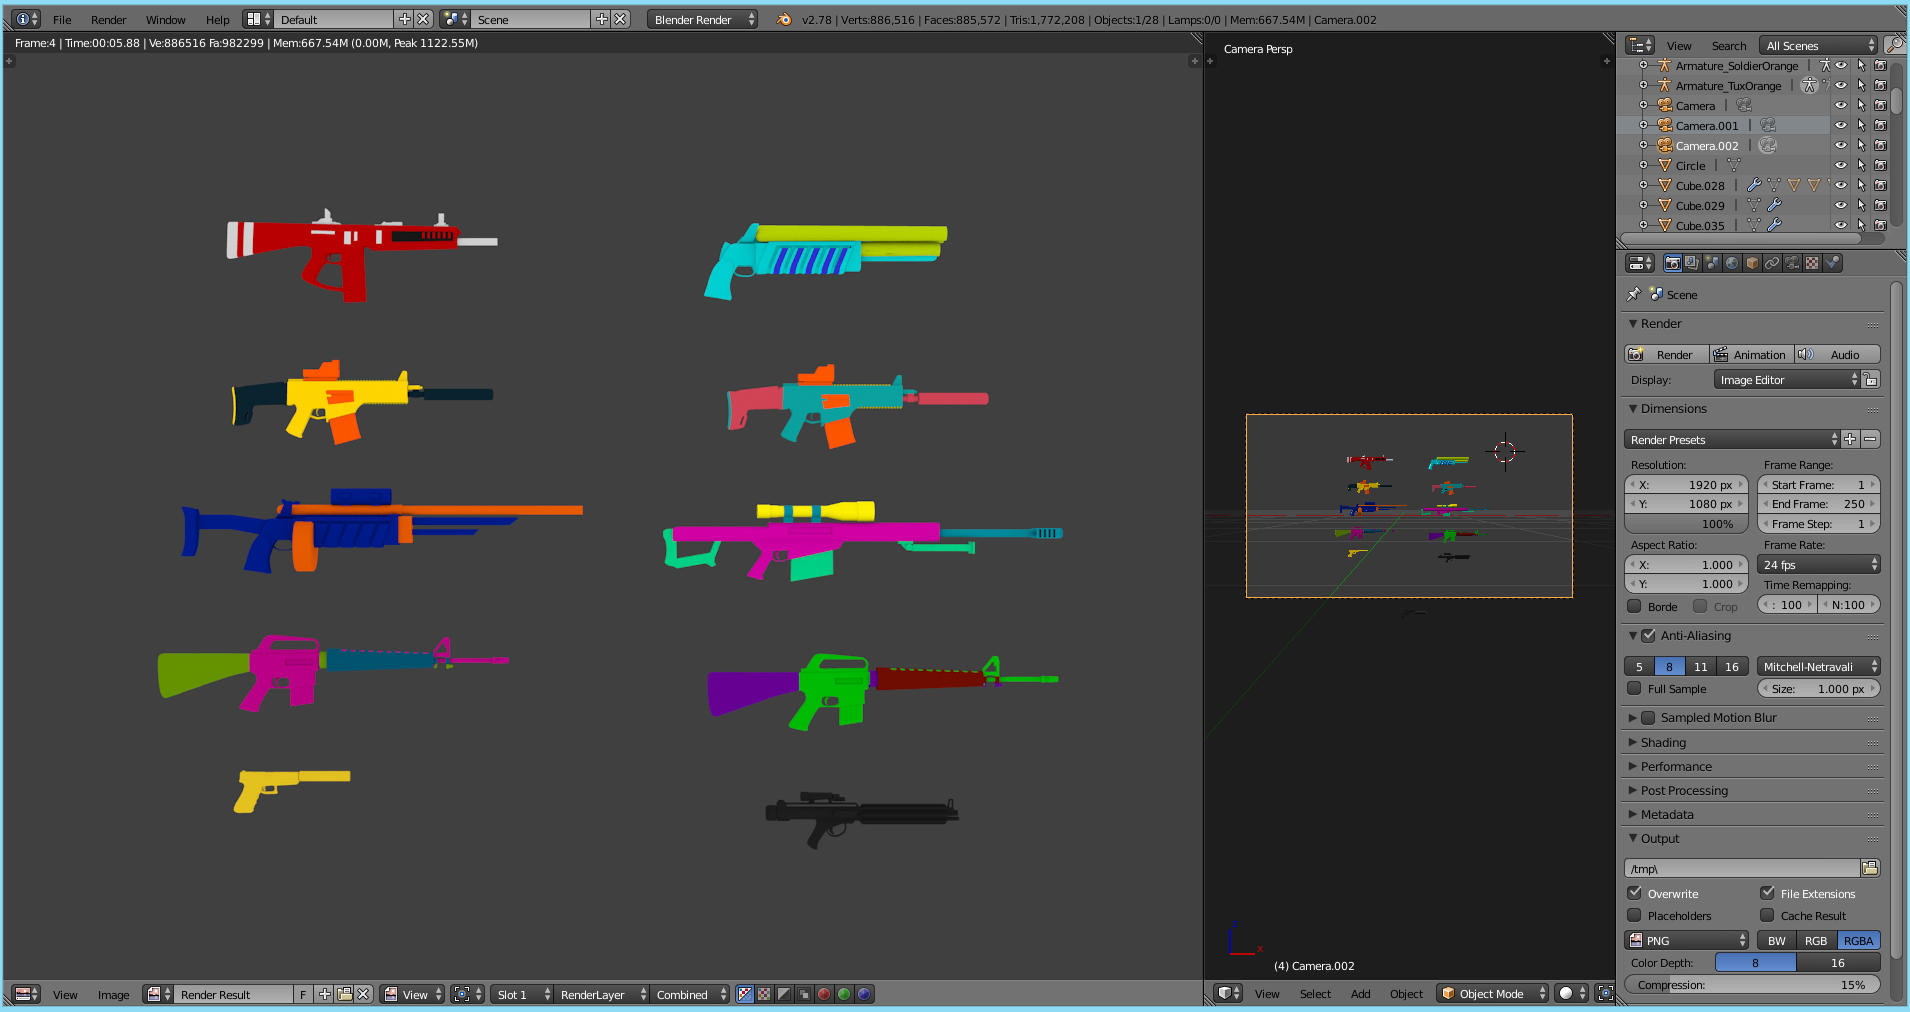 File Render Window Help Default Scene Blender Render v2.78 | Verts:886,516 | Faces:885,572 | Tris:1,772,208 | Objects:1/28 | Lamps:0/0 | Mem:667.54M | Camera.002
Frame:4 | Time:00:05.88 | Ve:886516 Fa:982299 | Mem:667.54M (0.00M, Peak 1122.55M)
Camera Persp
(4) Camera.002
View Image Render Result F View Slot 1 RenderLayer Combined
View Select Add Object Object Mode
View Search All Scenes
Armature_SoldierOrange
Armature_TuxOrange
Camera
Camera.001
Camera.002
Circle
Cube.028
Cube.029
Cube.035
Scene
Render
Render Animation Audio
Display: Image Editor
Dimensions
Render Presets
Resolution: Frame Range:
X: 1920 px Start Frame: 1
Y: 1080 px End Frame: 250
100% Frame Step: 1
Aspect Ratio: Frame Rate:
X: 1.000 24 fps
Y: 1.000 Time Remapping:
Borde Crop : 100 N:100
Anti-Aliasing
5 8 11 16 Mitchell-Netravali
Full Sample Size: 1.000 px
Sampled Motion Blur
Shading
Performance
Post Processing
Metadata
Output
/tmp\
Overwrite File Extensions
Placeholders Cache Result
PNG BW RGB RGBA
Color Depth: 8 16
Compression: 15%